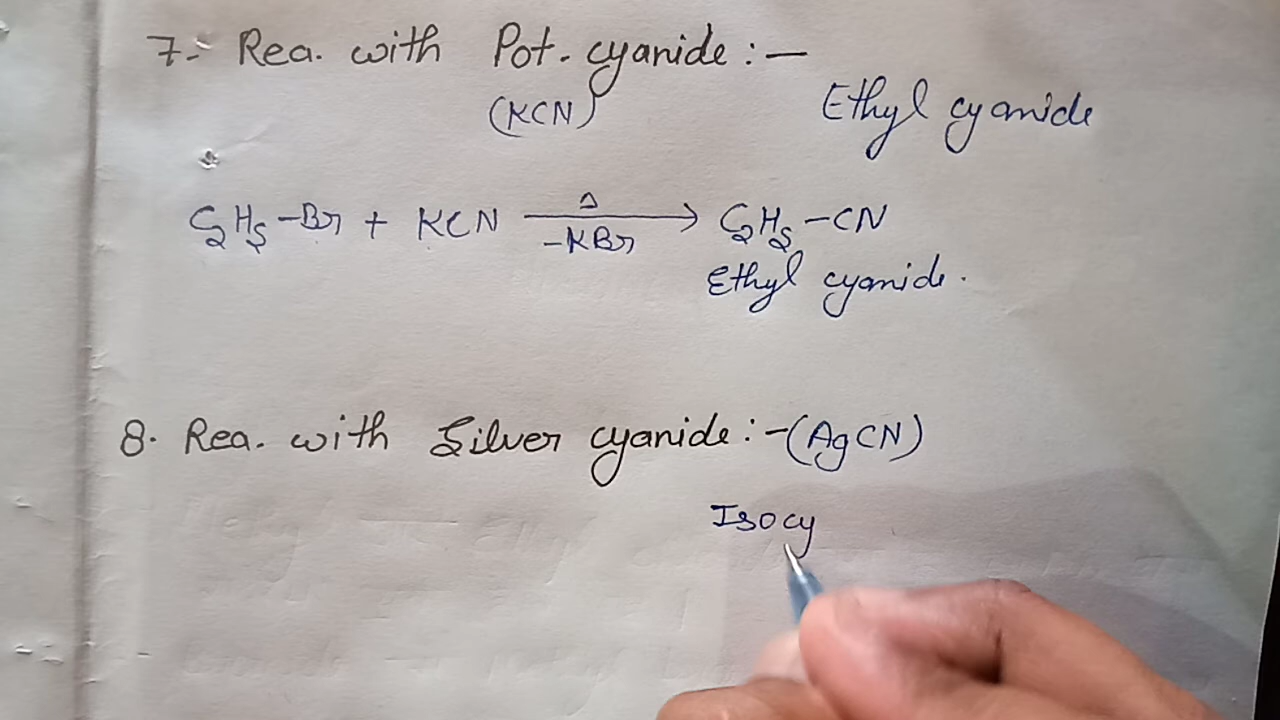 7- Rea. with Pot. cyanide :—
(KCN)
Ethyl cyanide
C2H5-Br + KCN Δ → -KBr C2H5-CN
Ethyl cyanide.
8. Rea. with Silver cyanide :-(AgCN)
Isocy